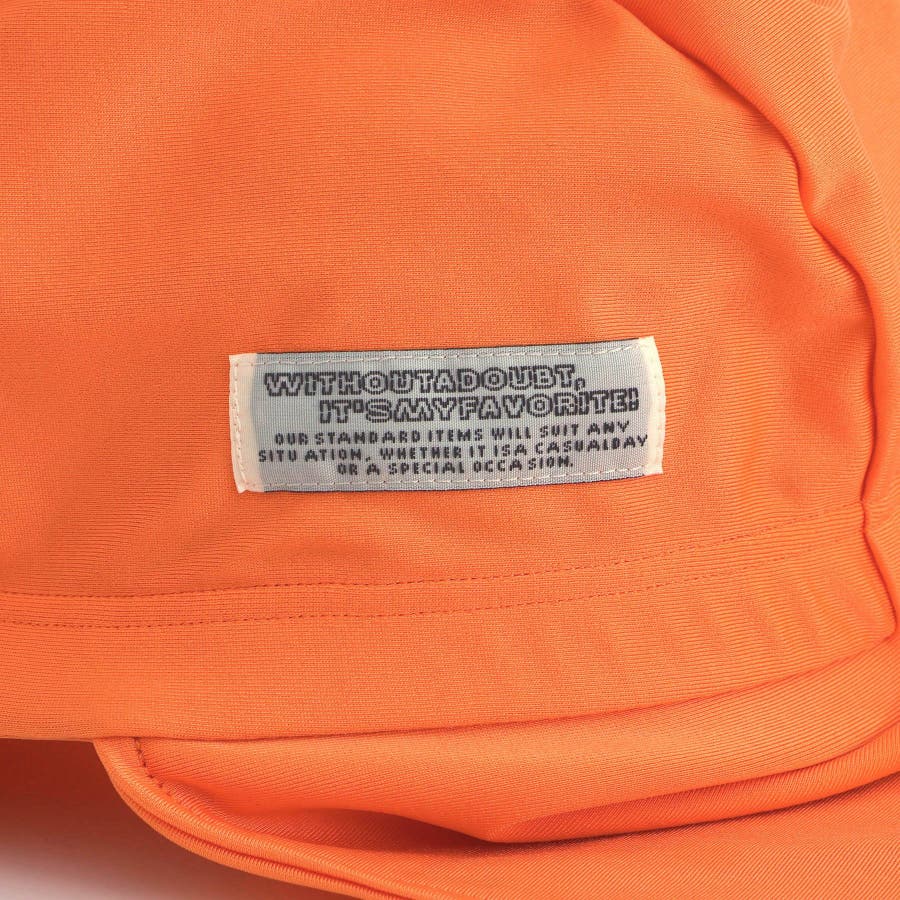 WITHOUTADOUBT,
IT'SMYFAVORITE!
OUR STANDARD ITEMS WILL SUIT ANY
SITU ATION, WHETHER IT ISA CASUALDAY
OR A SPECIAL OCCA SION.